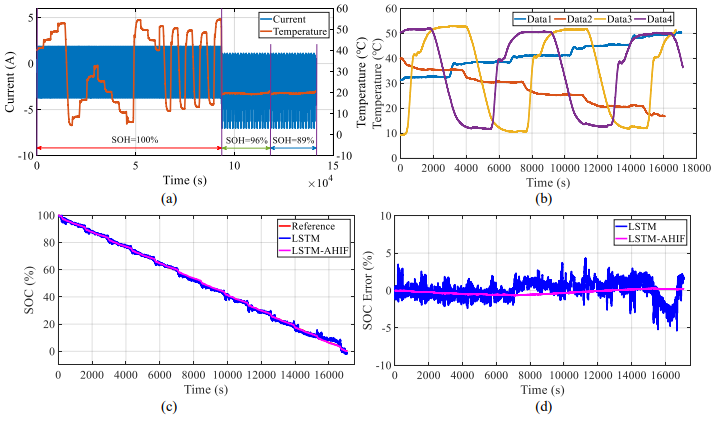 (a)
Current (A)
Temperature (℃)
Time (s)
×10⁴
Current
Temperature
SOH=100%
SOH=96%
SOH=89%
5
0
-5
-10
0
5
10
15
60
50
40
30
20
10
0
-10
(b)
Temperature (℃)
Time (s)
Data1
Data2
Data3
Data4
60
50
40
30
20
10
0
0 2000 4000 6000 8000 10000 12000 14000 16000 18000
(c)
SOC (%)
Time (s)
Reference
LSTM
LSTM-AHIF
100
80
60
40
20
0
0 2000 4000 6000 8000 10000 12000 14000 16000
(d)
SOC Error (%)
Time (s)
LSTM
LSTM-AHIF
10
5
0
-5
-10
0 2000 4000 6000 8000 10000 12000 14000 16000